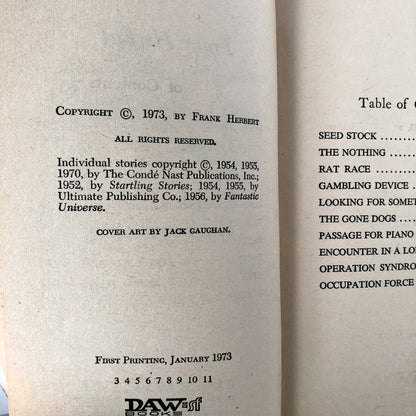 COPYRIGHT ©, 1973, BY FRANK HERBERT
ALL RIGHTS RESERVED.
Individual stories copyright ©, 1954, 1955,
1970, by The Condé Nast Publications, Inc.;
1952, by Startling Stories; 1954, 1955, by
Ultimate Publishing Co.; 1956, by Fantastic
Universe.
COVER ART BY JACK GAUGHAN.
FIRST PRINTING, JANUARY 1973
3 4 5 6 7 8 9 10 11
DAW=sf
BOOKS
Table of
SEED STOCK
THE NOTHING
RAT RACE
GAMBLING DEVICE
LOOKING FOR
THE GONE DOGS
PASSAGE FOR PIANO
ENCOUNTER IN A
OPERATION
OCCUPATION FORCE